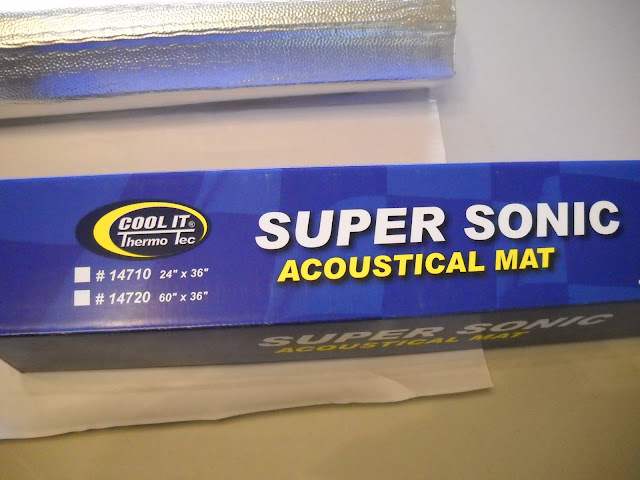 COOL IT®
Thermo Tec
# 14710 24" x 36"
# 14720 60" x 36"
SUPER SONIC
ACOUSTICAL MAT
SUPER SONIC
ACOUSTICAL MAT